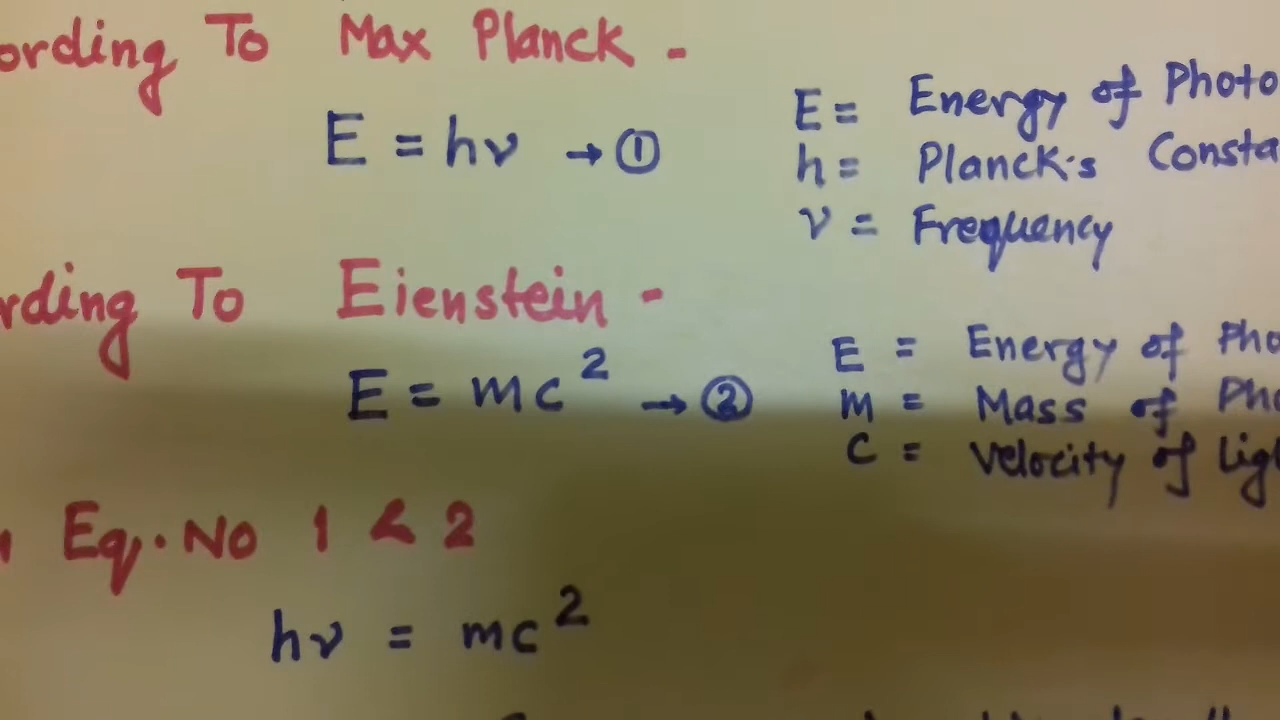 ording To Max Planck -
E = hν → ①
E = Energy of Photo
h = Planck's Consta
ν = Frequency
rding To Eienstein -
E = mc² → ②
E = Energy of Pho
m = Mass of Pho
C = Velocity of Lig
Eq. No 1 & 2
hν = mc²